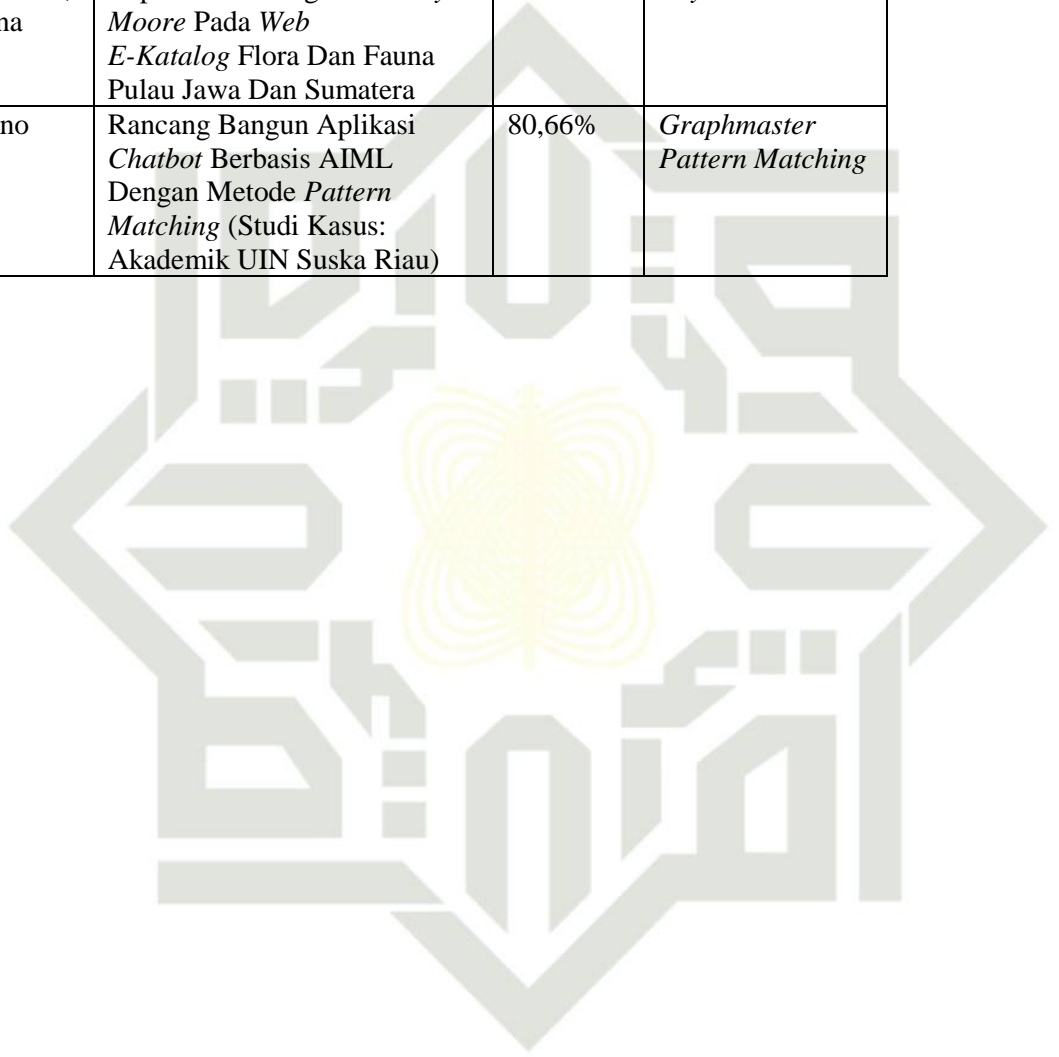 na
Moore Pada Web
E-Katalog Flora Dan Fauna
Pulau Jawa Dan Sumatera
no
Rancang Bangun Aplikasi
Chatbot Berbasis AIML
Dengan Metode Pattern
Matching (Studi Kasus:
Akademik UIN Suska Riau)
80,66%
Graphmaster
Pattern Matching